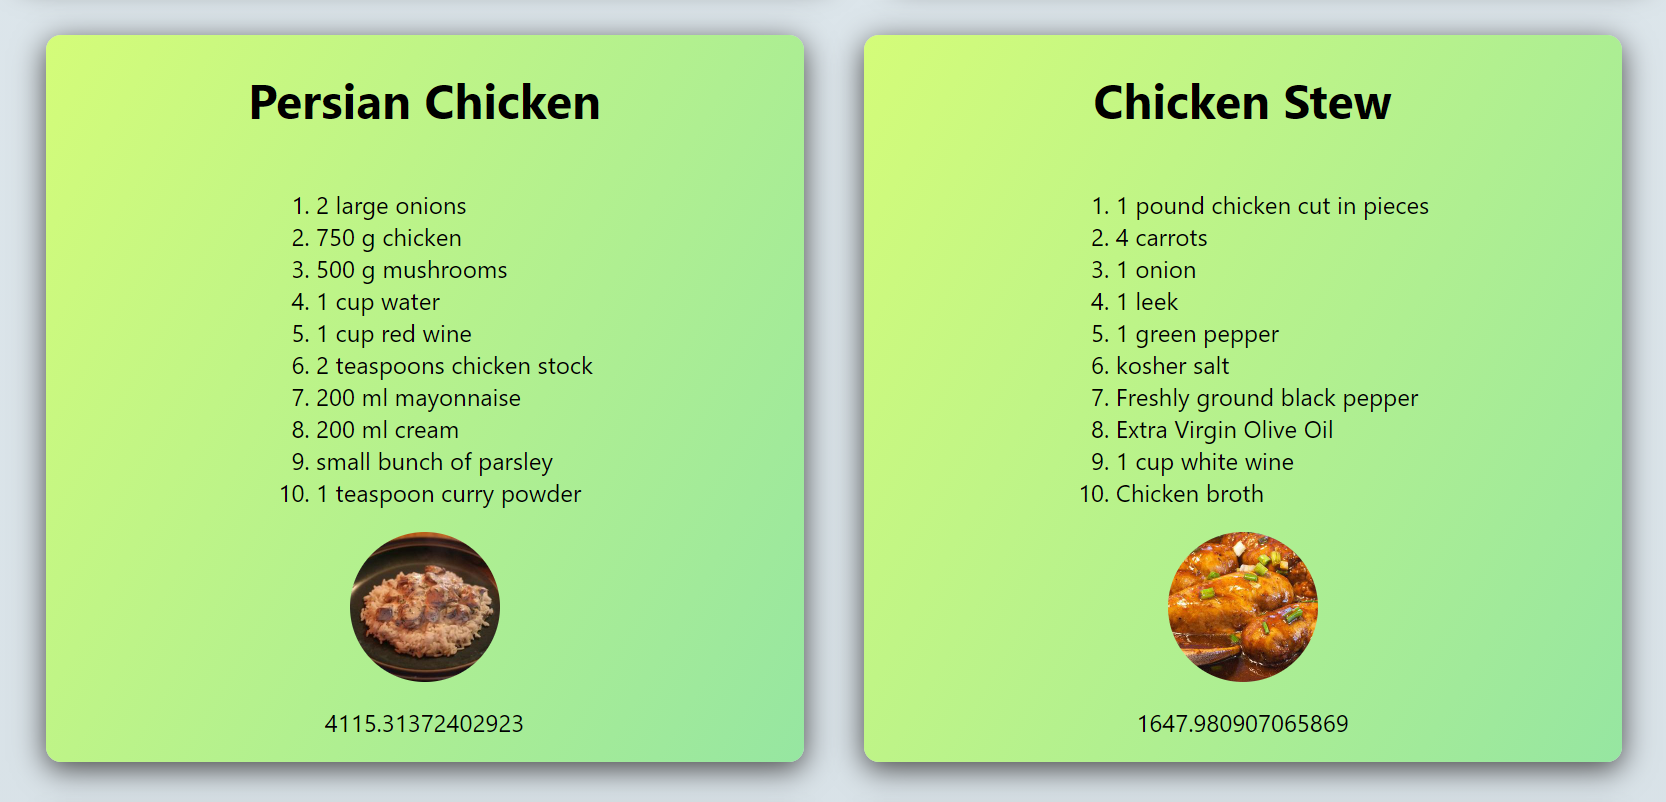 Persian Chicken
1. 2 large onions
2. 750 g chicken
3. 500 g mushrooms
4. 1 cup water
5. 1 cup red wine
6. 2 teaspoons chicken stock
7. 200 ml mayonnaise
8. 200 ml cream
9. small bunch of parsley
10. 1 teaspoon curry powder
4115.31372402923
Chicken Stew
1. 1 pound chicken cut in pieces
2. 4 carrots
3. 1 onion
4. 1 leek
5. 1 green pepper
6. kosher salt
7. Freshly ground black pepper
8. Extra Virgin Olive Oil
9. 1 cup white wine
10. Chicken broth
1647.980907065869